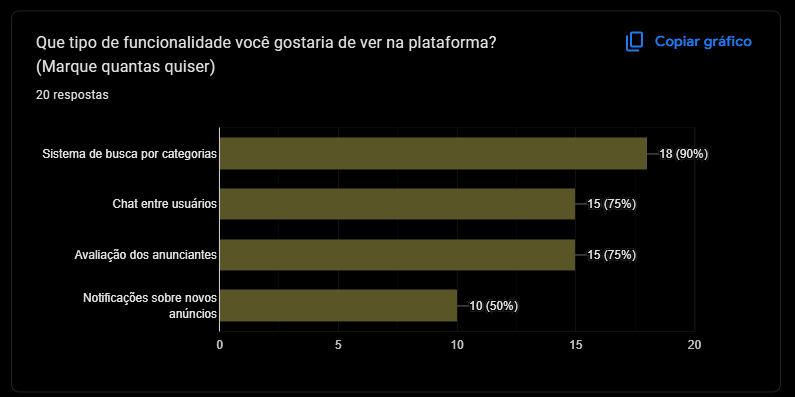 Que tipo de funcionalidade você gostaria de ver na plataforma?
(Marque quantas quiser)
Copiar gráfico
20 respostas
Sistema de busca por categorias
18 (90%)
Chat entre usuários
15 (75%)
Avaliação dos anunciantes
15 (75%)
Notificações sobre novos
anúncios
10 (50%)
0
5
10
15
20